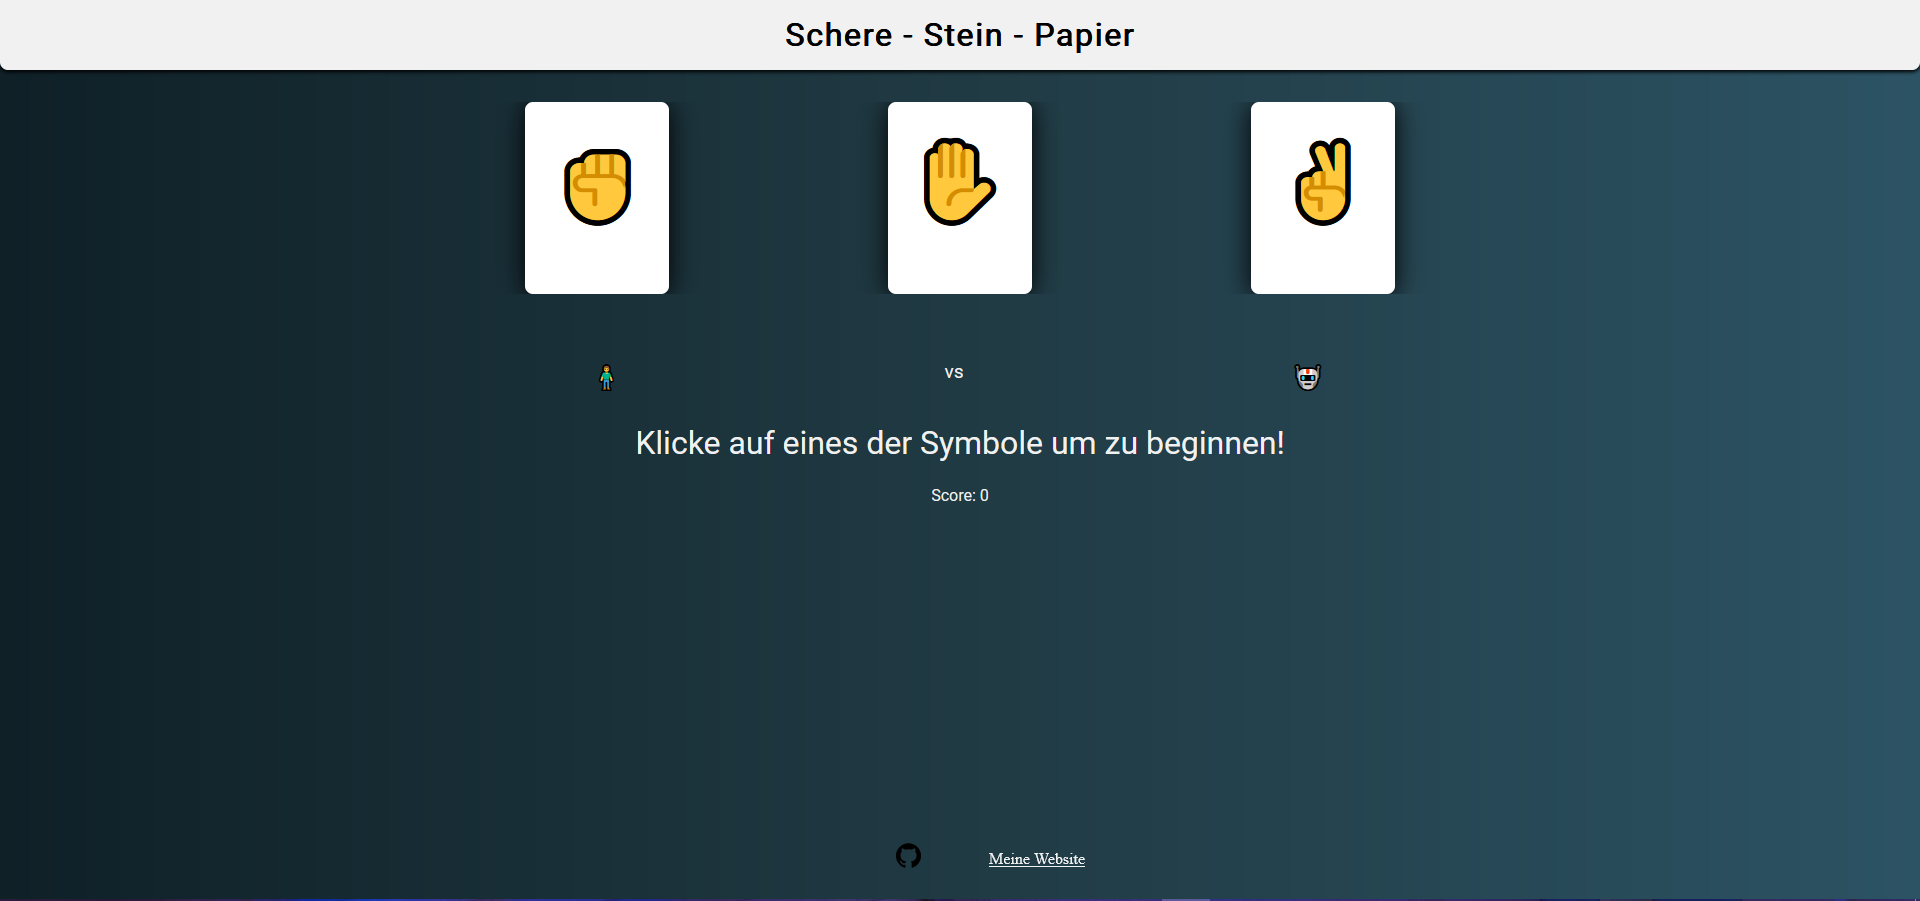 Schere - Stein - Papier
vs
Klicke auf eines der Symbole um zu beginnen!
Score: 0
Meine Website